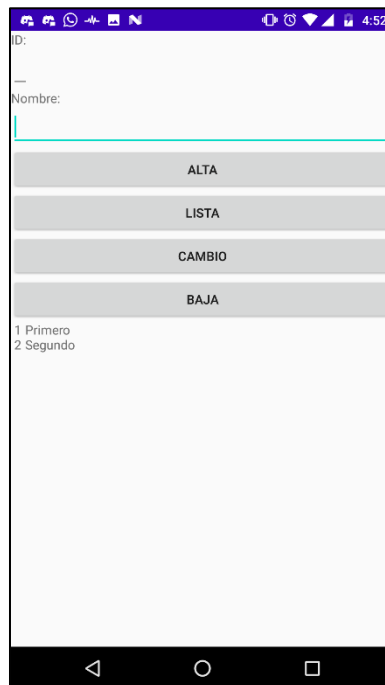 4:52
ID:
Nombre:
ALTA
LISTA
CAMBIO
BAJA
1 Primero
2 Segundo